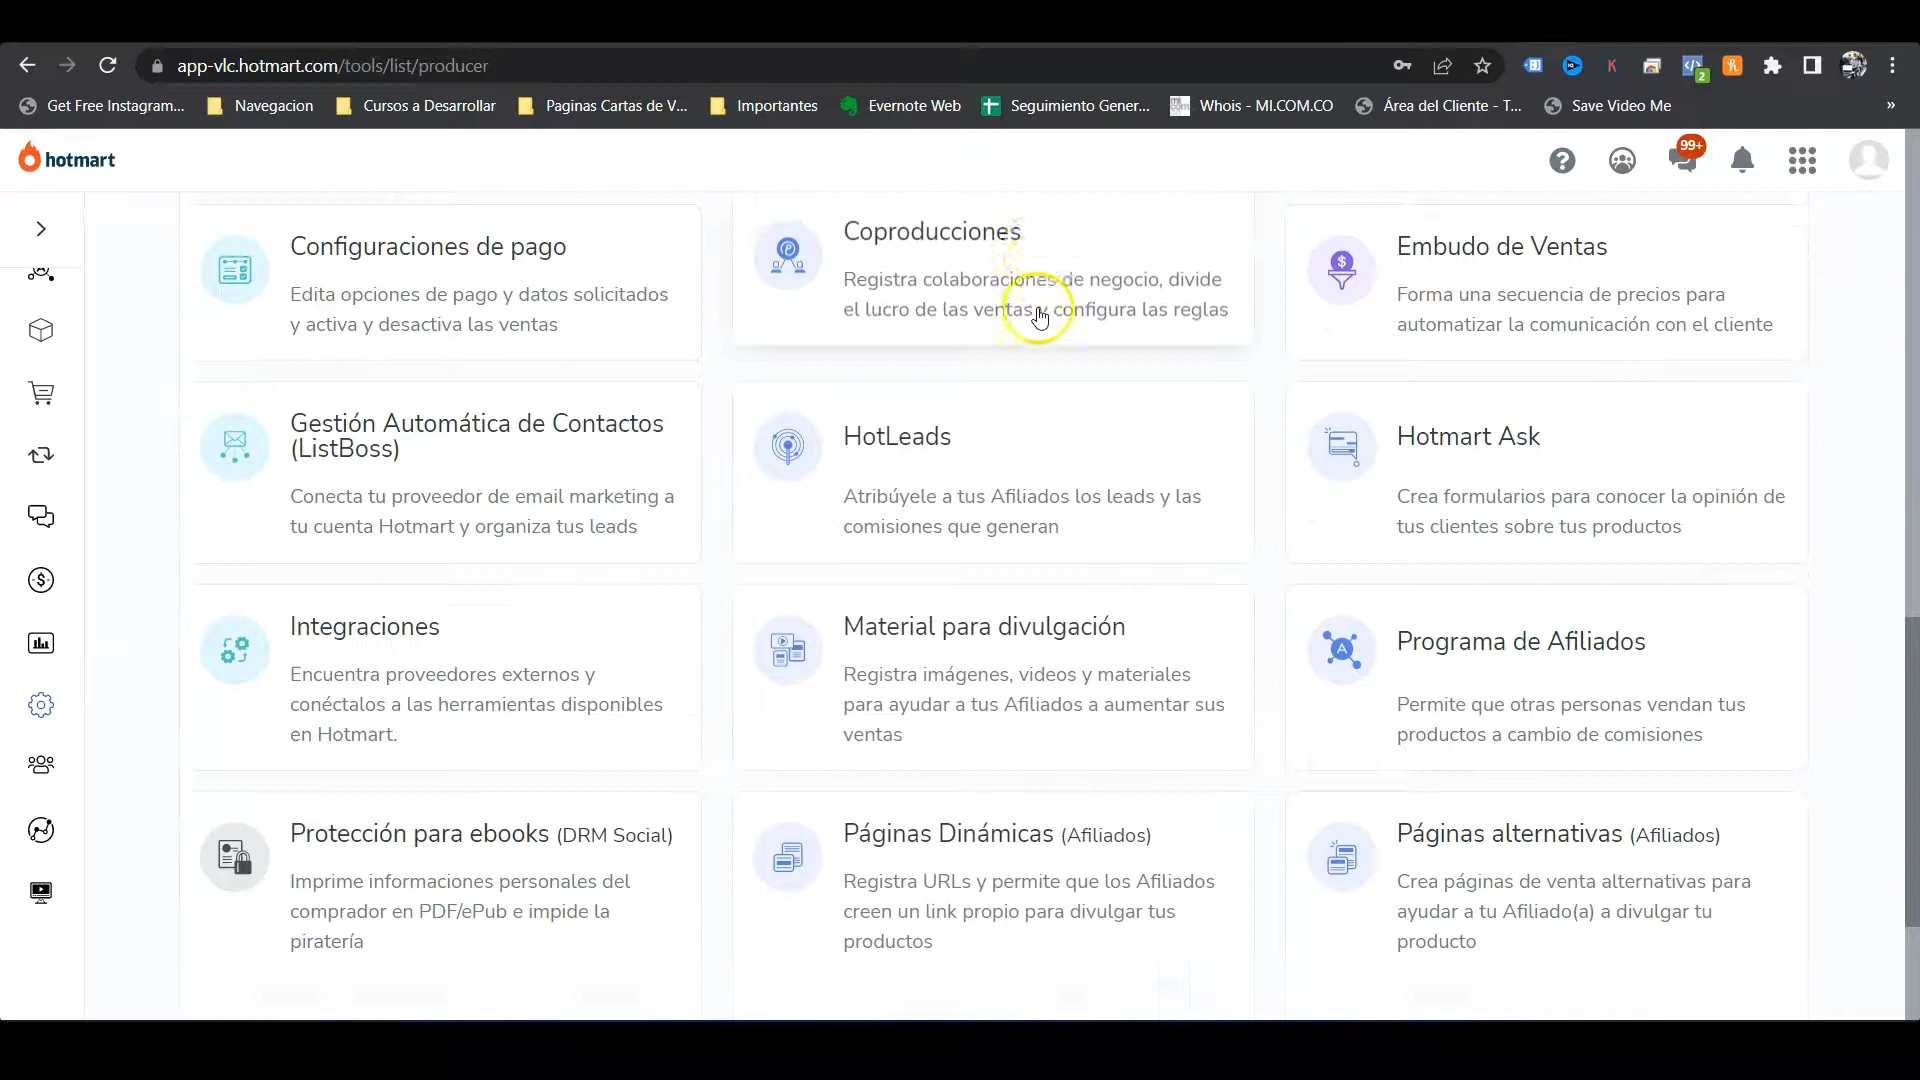 app-vlc.hotmart.com/tools/list/producer
Get Free Instagram...
Navegacion
Cursos a Desarrollar
Paginas Cartas de V...
Importantes
Evernote Web
Seguimiento Gener...
Whois - MI.COM.CO
Área del Cliente - T...
Save Video Me
»
2
hotmart
99+
Configuraciones de pago
Edita opciones de pago y datos solicitados
y activa y desactiva las ventas
Coproducciones
Registra colaboraciones de negocio, divide
el lucro de las ventas y configura las reglas
Embudo de Ventas
Forma una secuencia de precios para
automatizar la comunicación con el cliente
Gestión Automática de Contactos
(ListBoss)
Conecta tu proveedor de email marketing a
tu cuenta Hotmart y organiza tus leads
HotLeads
Atribúyele a tus Afiliados los leads y las
comisiones que generan
Hotmart Ask
Crea formularios para conocer la opinión de
tus clientes sobre tus productos
Integraciones
Encuentra proveedores externos y
conéctalos a las herramientas disponibles
en Hotmart.
Material para divulgación
Registra imágenes, videos y materiales
para ayudar a tus Afiliados a aumentar sus
ventas
Programa de Afiliados
Permite que otras personas vendan tus
productos a cambio de comisiones
Protección para ebooks (DRM Social)
Imprime informaciones personales del
comprador en PDF/ePub e impide la
piratería
Páginas Dinámicas (Afiliados)
Registra URLs y permite que los Afiliados
creen un link propio para divulgar tus
productos
Páginas alternativas (Afiliados)
Crea páginas de venta alternativas para
ayudar a tu Afiliado(a) a divulgar tu
producto